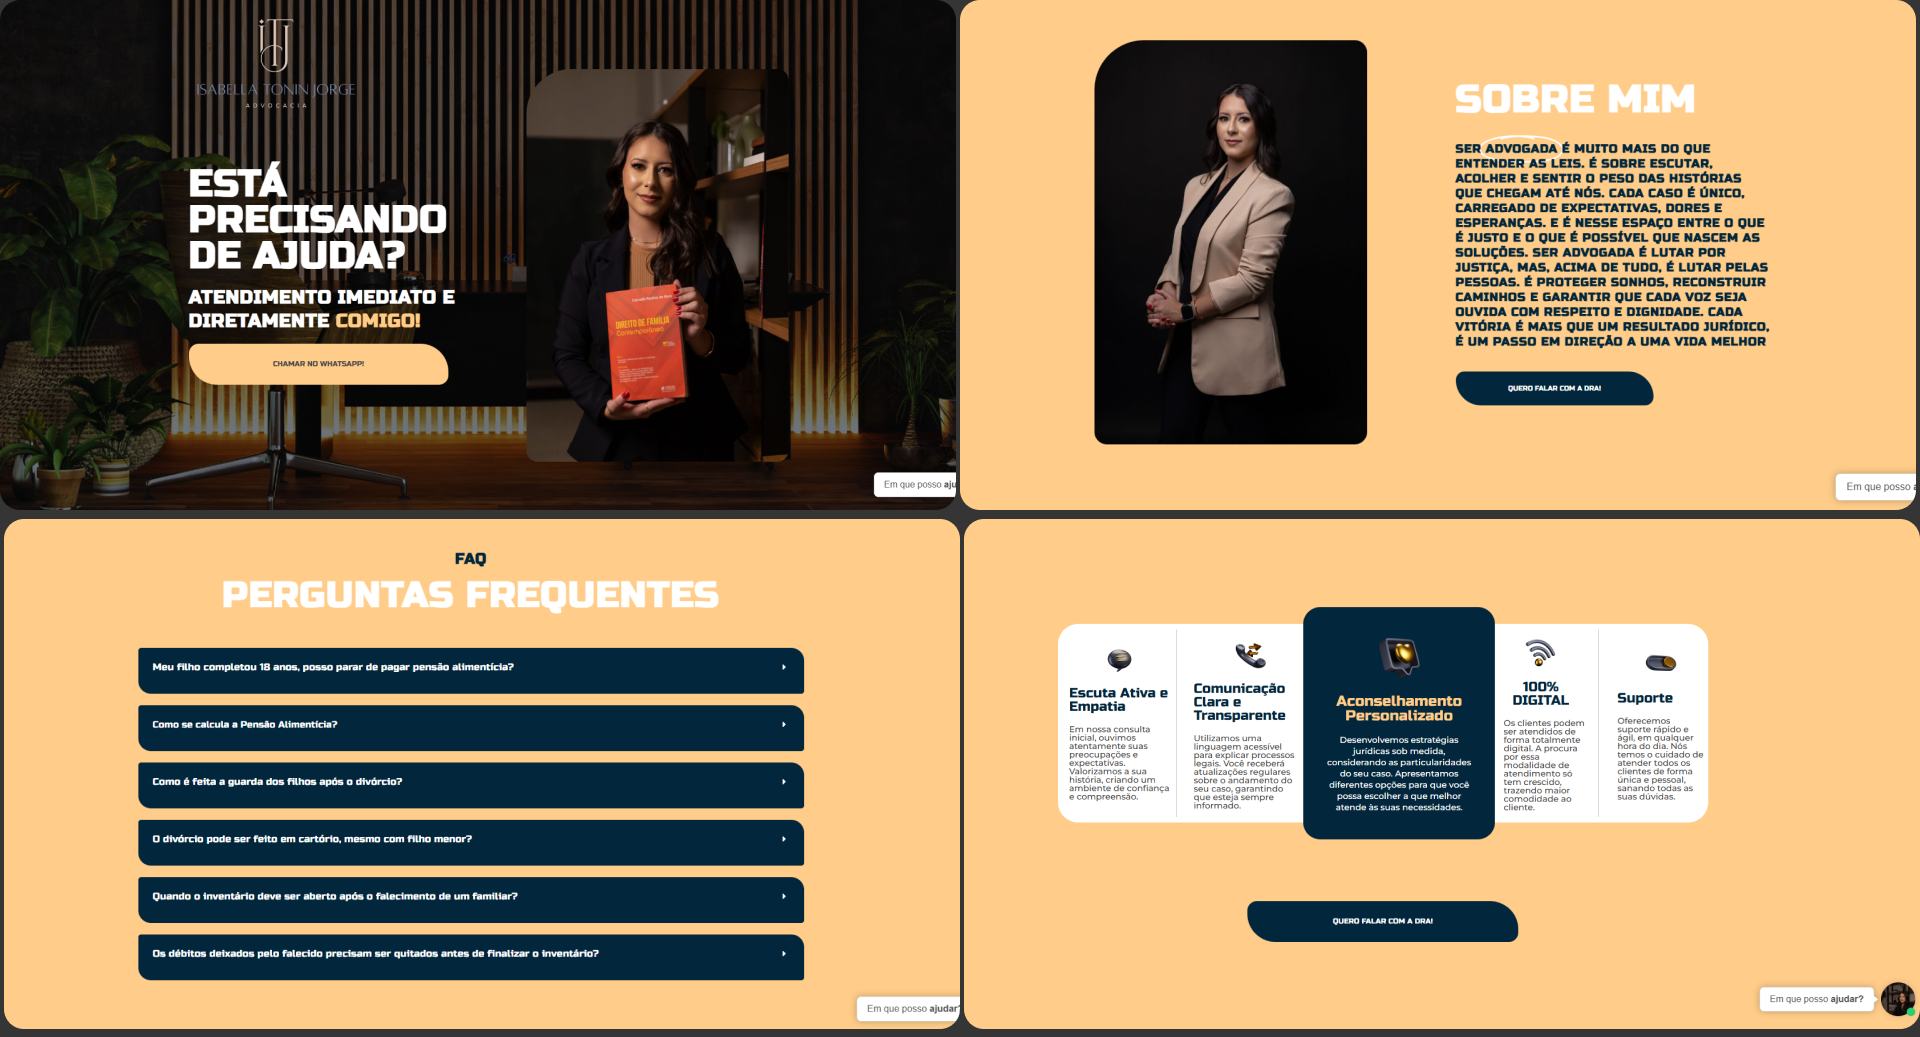 ISABELLA TONIN JORGE
ADVOCACIA
ESTÁ
PRECISANDO
DE AJUDA?
ATENDIMENTO IMEDIATO E
DIRETAMENTE COMIGO!
CHAMAR NO WHATSAPP!
DIREITO DE FAMÍLIA
Contemporâneo
Em que posso aju
SOBRE MIM
SER ADVOGADA É MUITO MAIS DO QUE
ENTENDER AS LEIS. É SOBRE ESCUTAR,
ACOLHER E SENTIR O PESO DAS HISTÓRIAS
QUE CHEGAM ATÉ NÓS. CADA CASO É ÚNICO,
CARREGADO DE EXPECTATIVAS, DORES E
ESPERANÇAS. E É NESSE ESPAÇO ENTRE O QUE
É JUSTO E O QUE É POSSÍVEL QUE NASCEM AS
SOLUÇÕES. SER ADVOGADA É LUTAR POR
JUSTIÇA, MAS, ACIMA DE TUDO, É LUTAR PELAS
PESSOAS. É PROTEGER SONHOS, RECONSTRUIR
CAMINHOS E GARANTIR QUE CADA VOZ SEJA
OUVIDA COM RESPEITO E DIGNIDADE. CADA
VITÓRIA É MAIS QUE UM RESULTADO JURÍDICO,
É UM PASSO EM DIREÇÃO A UMA VIDA MELHOR
QUERO FALAR COM A DRA!
Em que posso a
FAQ
PERGUNTAS FREQUENTES
Meu filho completou 18 anos, posso parar de pagar pensão alimentícia?
Como se calcula a Pensão Alimentícia?
Como é feita a guarda dos filhos após o divórcio?
O divórcio pode ser feito em cartório, mesmo com filho menor?
Quando o inventário deve ser aberto após o falecimento de um familiar?
Os débitos deixados pelo falecido precisam ser quitados antes de finalizar o inventário?
Em que posso ajudar?
Escuta Ativa e
Empatia
Em nossa consulta
inicial, ouvimos
atentamente suas
preocupações e
expectativas.
Valorizamos a sua
história, criando um
ambiente de confiança
e compreensão.
Comunicação
Clara e
Transparente
Utilizamos uma
linguagem acessível
para explicar processos
legais. Você receberá
atualizações regulares
sobre o andamento do
seu caso, garantindo
que esteja sempre
informado.
Aconselhamento
Personalizado
Desenvolvemos estratégias
jurídicas sob medida,
considerando as particularidades
do seu caso. Apresentamos
diferentes opções para que você
possa escolher a que melhor
atende às suas necessidades.
100%
DIGITAL
Os clientes podem
ser atendidos de
forma totalmente
digital. A procura
por essa
modalidade de
atendimento só
tem crescido,
trazendo maior
comodidade ao
cliente.
Suporte
Oferecemos
suporte rápido e
ágil, em qualquer
hora do dia. Nós
temos o cuidado de
atender todos os
clientes de forma
única e pessoal,
sanando todas as
suas dúvidas.
QUERO FALAR COM A DRA!
Em que posso ajudar?